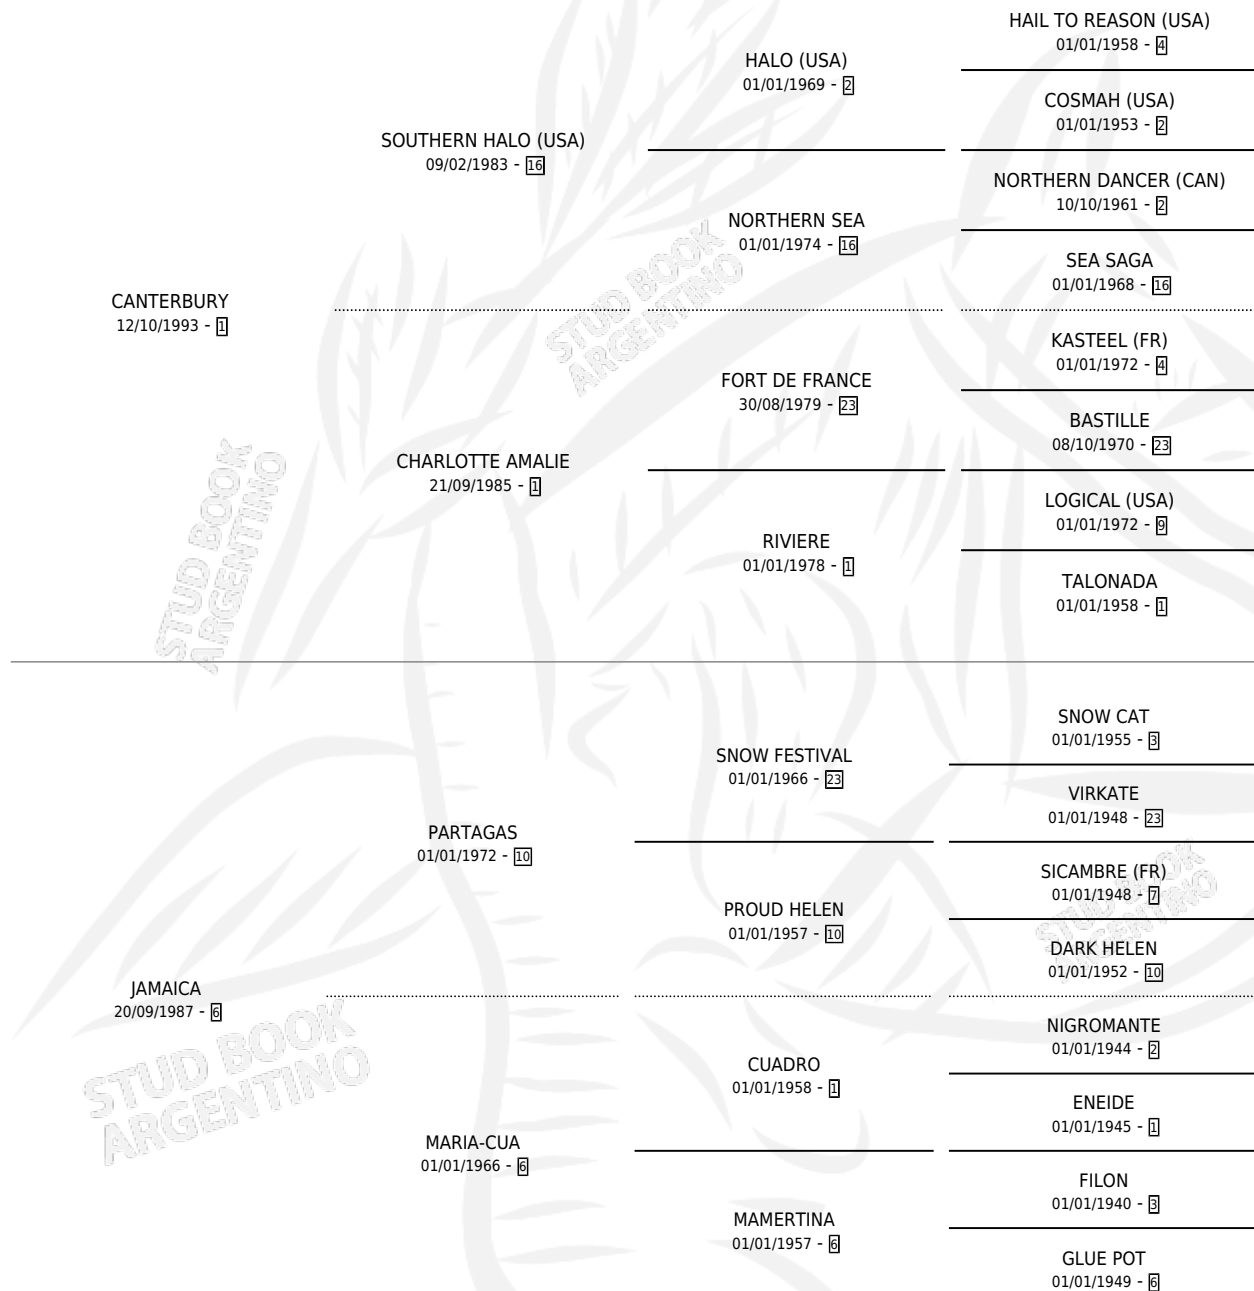 HAIL TO REASON (USA)
01/01/1958 - 4
HALO (USA)
01/01/1969 - 2
COSMAH (USA)
01/01/1953 - 2
SOUTHERN HALO (USA)
09/02/1983 - 16
NORTHERN DANCER (CAN)
10/10/1961 - 2
NORTHERN SEA
01/01/1974 - 16
SEA SAGA
01/01/1968 - 16
CANTERBURY
12/10/1993 - 1
STUD BOOK
ARGENTINO
KASTEEL (FR)
01/01/1972 - 4
FORT DE FRANCE
30/08/1979 - 23
BASTILLE
08/10/1970 - 23
CHARLOTTE AMALIE
21/09/1985 - 1
LOGICAL (USA)
01/01/1972 - 9
RIVIERE
01/01/1978 - 1
TALONADA
01/01/1958 - 1
STUD BOOK
ARGENTINO
SNOW CAT
01/01/1955 - 3
SNOW FESTIVAL
01/01/1966 - 23
VIRKATE
01/01/1948 - 23
PARTAGAS
01/01/1972 - 10
SICAMBRE (FR)
01/01/1948 - 7
PROUD HELEN
01/01/1957 - 10
DARK HELEN
01/01/1952 - 10
STUD BOOK
ARGENTINO
JAMAICA
20/09/1987 - 6
STUD BOOK
ARGENTINO
NIGROMANTE
01/01/1944 - 2
CUADRO
01/01/1958 - 1
ENEIDE
01/01/1945 - 1
MARIA-CUA
01/01/1966 - 6
FILON
01/01/1940 - 3
MAMERTINA
01/01/1957 - 6
GLUE POT
01/01/1949 - 6